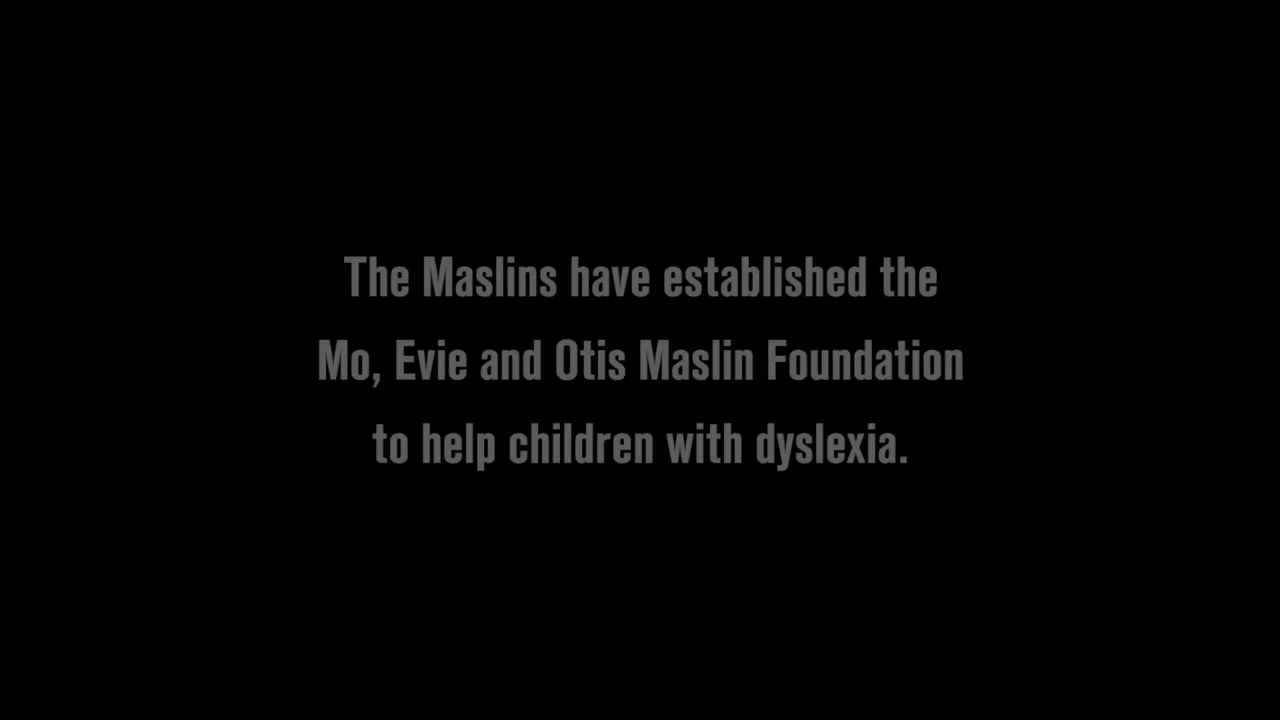 The Maslins have established the
Mo, Evie and Otis Maslin Foundation
to help children with dyslexia.